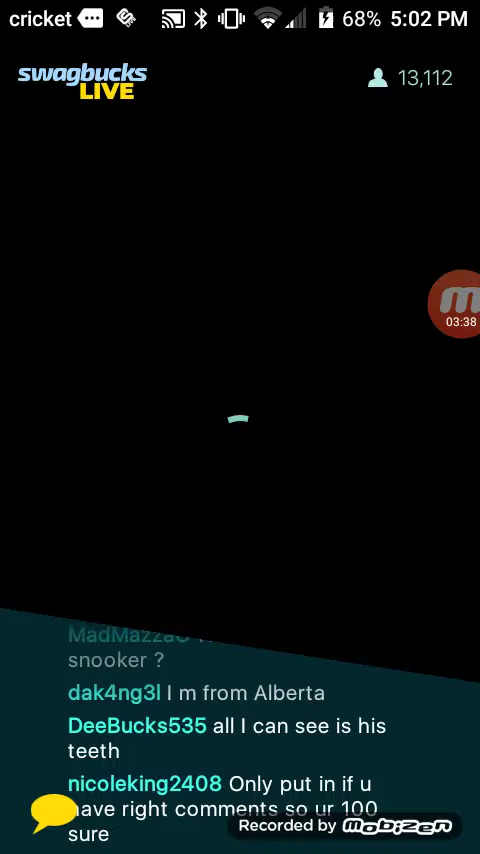 cricket 68% 5:02 PM
swagbucks
LIVE
13,112
m
03:38
snooker ?
dak4ng3l I m from Alberta
DeeBucks535 all I can see is his
teeth
nicoleking2408 Only put in if u
have right comments so ur 100
sure
Recorded by mobizen